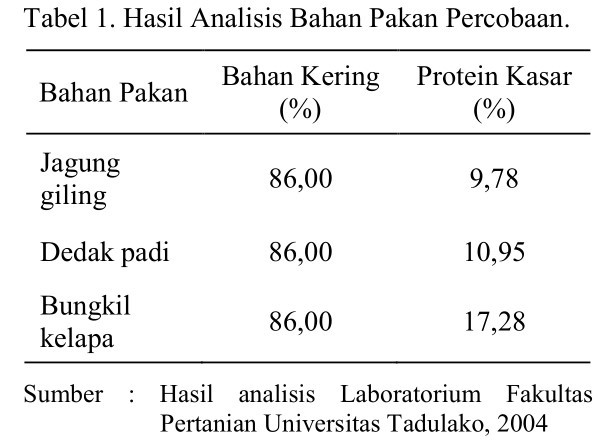 Tabel 1. Hasil Analisis Bahan Pakan Percobaan.
Bahan Pakan Bahan Kering (%) Protein Kasar (%)
Jagung giling 86,00 9,78
Dedak padi 86,00 10,95
Bungkil kelapa 86,00 17,28
Sumber : Hasil analisis Laboratorium Fakultas
Pertanian Universitas Tadulako, 2004